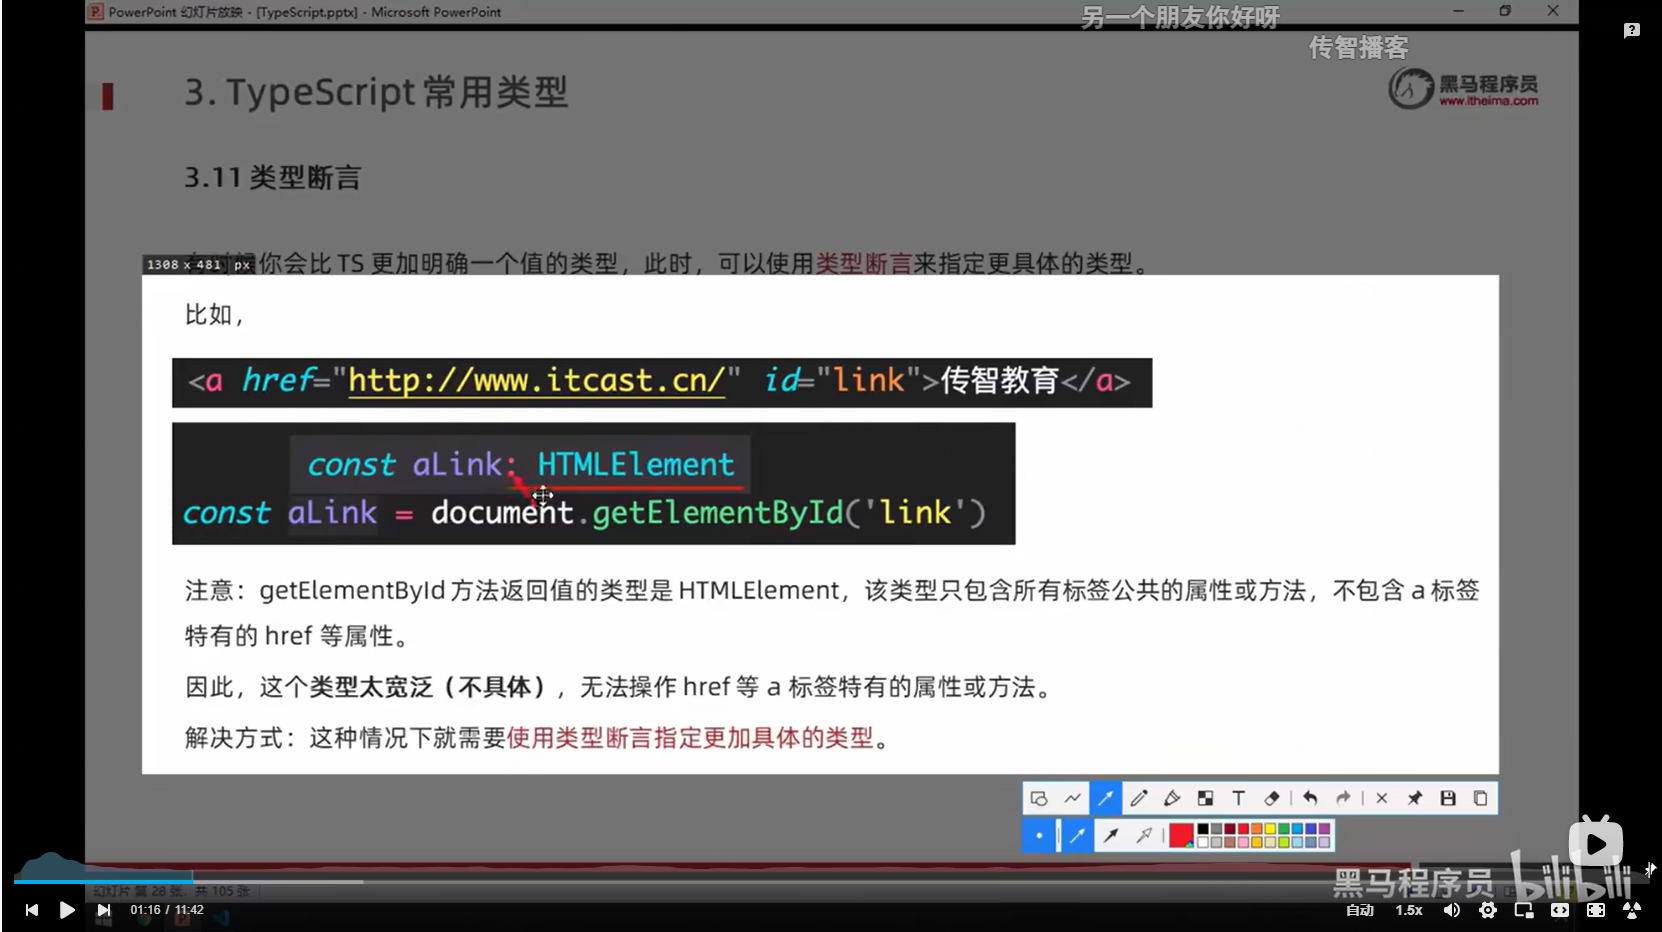 PowerPoint 幻灯片放映 - [TypeScript.pptx] - Microsoft PowerPoint
另一个朋友你好呀
传智播客
3. TypeScript 常用类型
黑马程序员
www.itheima.com
3.11 类型断言
1308 x 481 px
你会比 TS 更加明确一个值的类型，此时，可以使用类型断言来指定更具体的类型。
比如，
<a href="http://www.itcast.cn/" id="link">传智教育</a>
const aLink: HTMLElement
const aLink = document.getElementById('link')
注意：getElementById 方法返回值的类型是 HTMLElement，该类型只包含所有标签公共的属性或方法，不包含 a 标签
特有的 href 等属性。
因此，这个类型太宽泛（不具体），无法操作 href 等 a 标签特有的属性或方法。
解决方式：这种情况下就需要使用类型断言指定更加具体的类型。
黑马程序员 bilibili
幻灯片 第 28 张，共 105 张
01:16 / 11:42
自动
1.5x